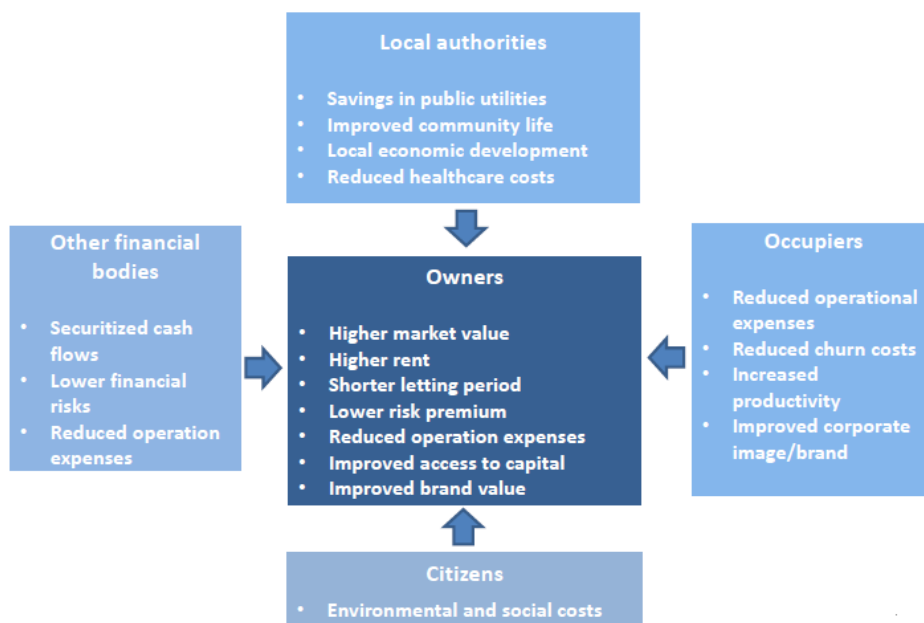 Local authorities
• Savings in public utilities
• Improved community life
• Local economic development
• Reduced healthcare costs
Other financial
bodies
• Securitized cash
flows
• Lower financial
risks
• Reduced operation
expenses
Owners
• Higher market value
• Higher rent
• Shorter letting period
• Lower risk premium
• Reduced operation expenses
• Improved access to capital
• Improved brand value
Occupiers
• Reduced operational
expenses
• Reduced churn costs
• Increased
productivity
• Improved corporate
image/brand
Citizens
• Environmental and social costs